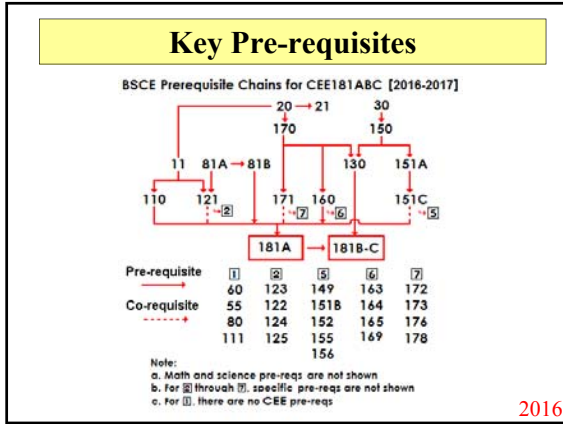 Key Pre-requisites
BSCE Prerequisite Chains for CEE181ABC [2016-2017]
20 21 30
170 150
11 81A 81B 130 151A
110 121 171 160 151C
2 7 6 5
181A 181B-C
Pre-requisite 1 2 5 6 7
60 123 149 163 172
Co-requisite 55 122 151B 164 173
80 124 152 165 176
111 125 155 169 178
156
Note:
a. Math and science pre-reqs are not shown
b. For 2 through 7, specific pre-reqs are not shown
c. For 1, there are no CEE pre-reqs
2016